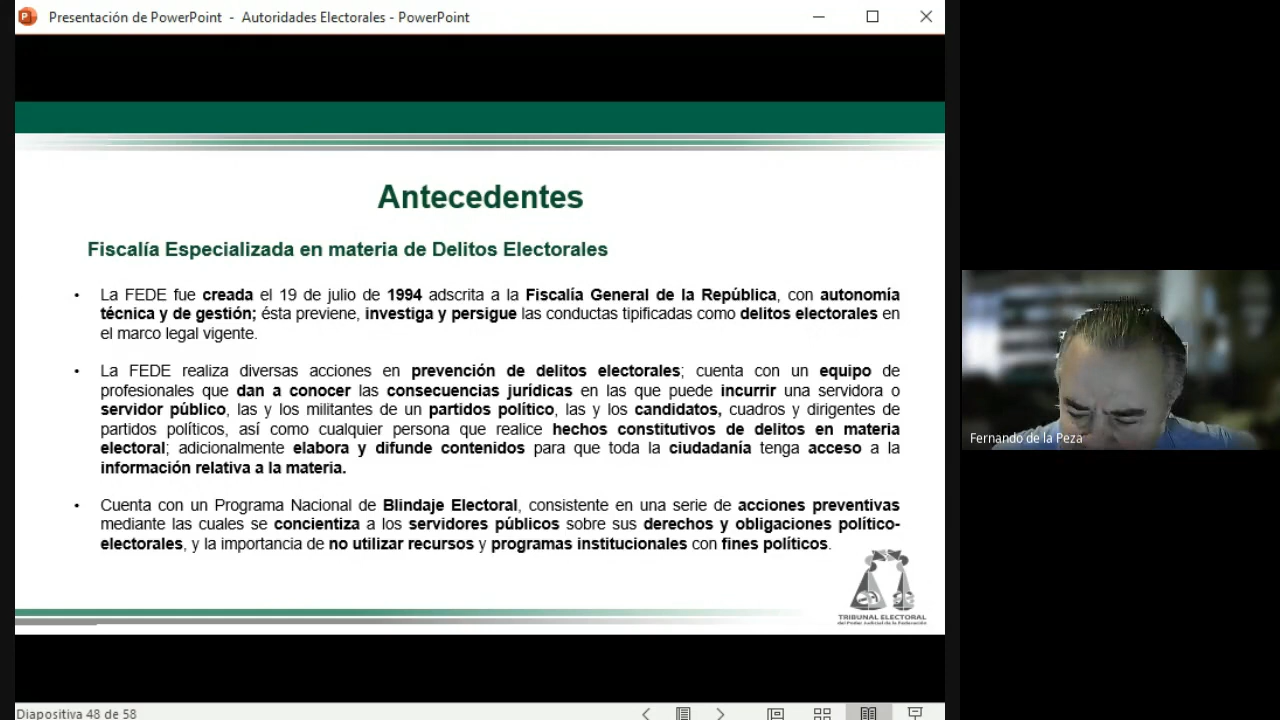 Presentación de PowerPoint - Autoridades Electorales - PowerPoint
Antecedentes
Fiscalía Especializada en materia de Delitos Electorales
• La FEDE fue creada el 19 de julio de 1994 adscrita a la Fiscalía General de la República, con autonomía
técnica y de gestión; ésta previene, investiga y persigue las conductas tipificadas como delitos electorales en
el marco legal vigente.
• La FEDE realiza diversas acciones en prevención de delitos electorales; cuenta con un equipo de
profesionales que dan a conocer las consecuencias jurídicas en las que puede incurrir una servidora o
servidor público, las y los militantes de un partidos político, las y los candidatos, cuadros y dirigentes de
partidos políticos, así como cualquier persona que realice hechos constitutivos de delitos en materia
electoral; adicionalmente elabora y difunde contenidos para que toda la ciudadanía tenga acceso a la
información relativa a la materia.
• Cuenta con un Programa Nacional de Blindaje Electoral, consistente en una serie de acciones preventivas
mediante las cuales se concientiza a los servidores públicos sobre sus derechos y obligaciones político-
electorales, y la importancia de no utilizar recursos y programas institucionales con fines políticos.
TRIBUNAL ELECTORAL
del Poder Judicial de la Federación
Fernando de la Peza
Diapositiva 48 de 58